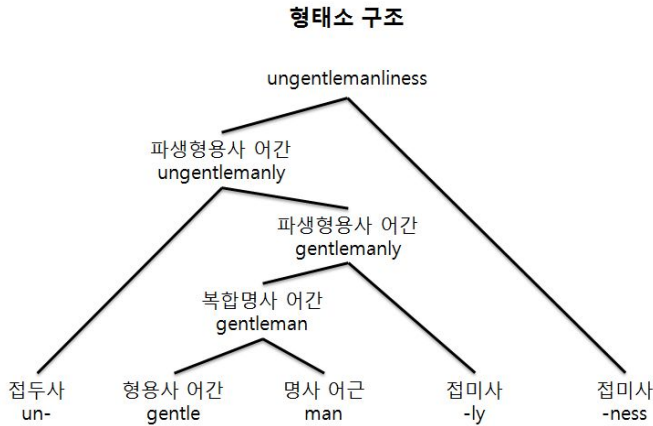 형태소 구조
ungentlemanliness
파생형용사 어간
ungentlemanly
파생형용사 어간
gentlemanly
복합명사 어간
gentleman
접두사 형용사 어간 명사 어근 접미사 접미사
un- gentle man -ly -ness